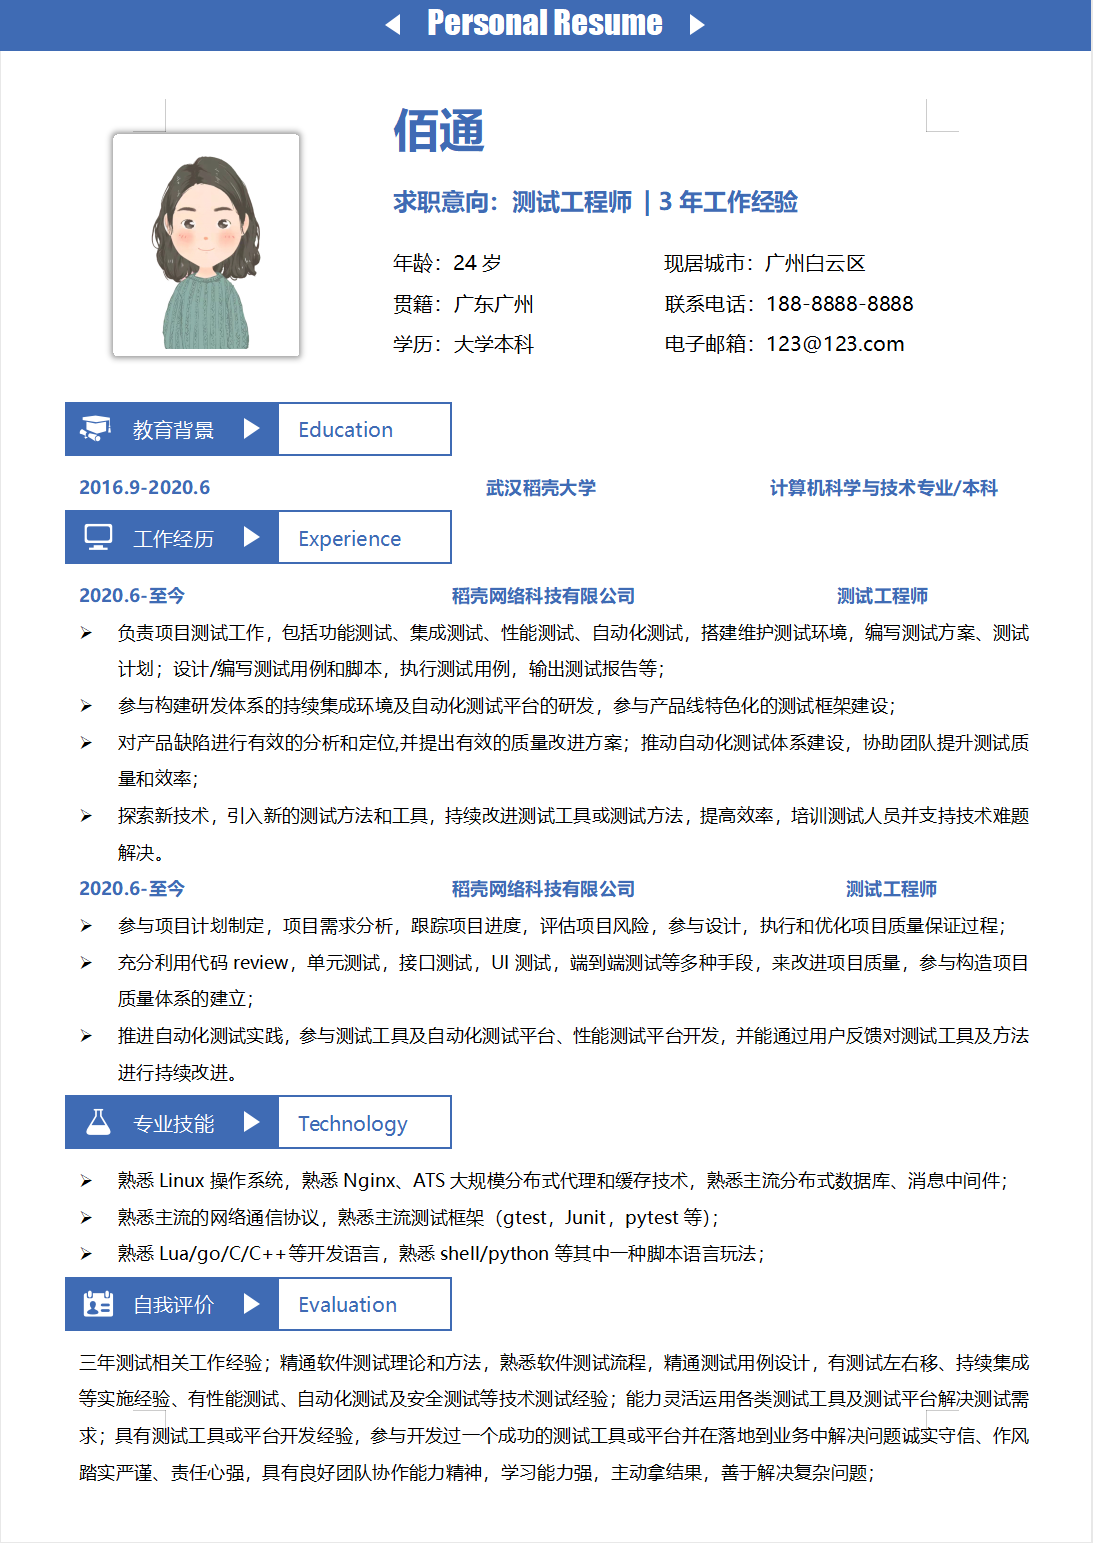 Personal Resume
佰通
求职意向：测试工程师 | 3 年工作经验
年龄：24 岁 现居城市：广州白云区
贯籍：广东广州 联系电话：188-8888-8888
学历：大学本科 电子邮箱：123@123.com
教育背景 Education
2016.9-2020.6 武汉稻壳大学 计算机科学与技术专业/本科
工作经历 Experience
2020.6-至今 稻壳网络科技有限公司 测试工程师
负责项目测试工作，包括功能测试、集成测试、性能测试、自动化测试，搭建维护测试环境，编写测试方案、测试
计划；设计/编写测试用例和脚本，执行测试用例，输出测试报告等；
参与构建研发体系的持续集成环境及自动化测试平台的研发，参与产品线特色化的测试框架建设；
对产品缺陷进行有效的分析和定位,并提出有效的质量改进方案；推动自动化测试体系建设，协助团队提升测试质
量和效率；
探索新技术，引入新的测试方法和工具，持续改进测试工具或测试方法，提高效率，培训测试人员并支持技术难题
解决。
2020.6-至今 稻壳网络科技有限公司 测试工程师
参与项目计划制定，项目需求分析，跟踪项目进度，评估项目风险，参与设计，执行和优化项目质量保证过程；
充分利用代码 review，单元测试，接口测试，UI 测试，端到端测试等多种手段，来改进项目质量，参与构造项目
质量体系的建立；
推进自动化测试实践，参与测试工具及自动化测试平台、性能测试平台开发，并能通过用户反馈对测试工具及方法
进行持续改进。
专业技能 Technology
熟悉 Linux 操作系统，熟悉 Nginx、ATS 大规模分布式代理和缓存技术，熟悉主流分布式数据库、消息中间件；
熟悉主流的网络通信协议，熟悉主流测试框架（gtest，Junit，pytest 等）；
熟悉 Lua/go/C/C++等开发语言，熟悉 shell/python 等其中一种脚本语言玩法；
自我评价 Evaluation
三年测试相关工作经验；精通软件测试理论和方法，熟悉软件测试流程，精通测试用例设计，有测试左右移、持续集成
等实施经验、有性能测试、自动化测试及安全测试等技术测试经验；能力灵活运用各类测试工具及测试平台解决测试需
求；具有测试工具或平台开发经验，参与开发过一个成功的测试工具或平台并在落地到业务中解决问题诚实守信、作风
踏实严谨、责任心强，具有良好团队协作能力精神，学习能力强，主动拿结果，善于解决复杂问题；